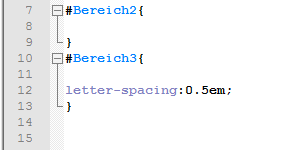 7 #Bereich2{
8
9 }
10 #Bereich3{
11
12 letter-spacing:0.5em;
13 }
14
15